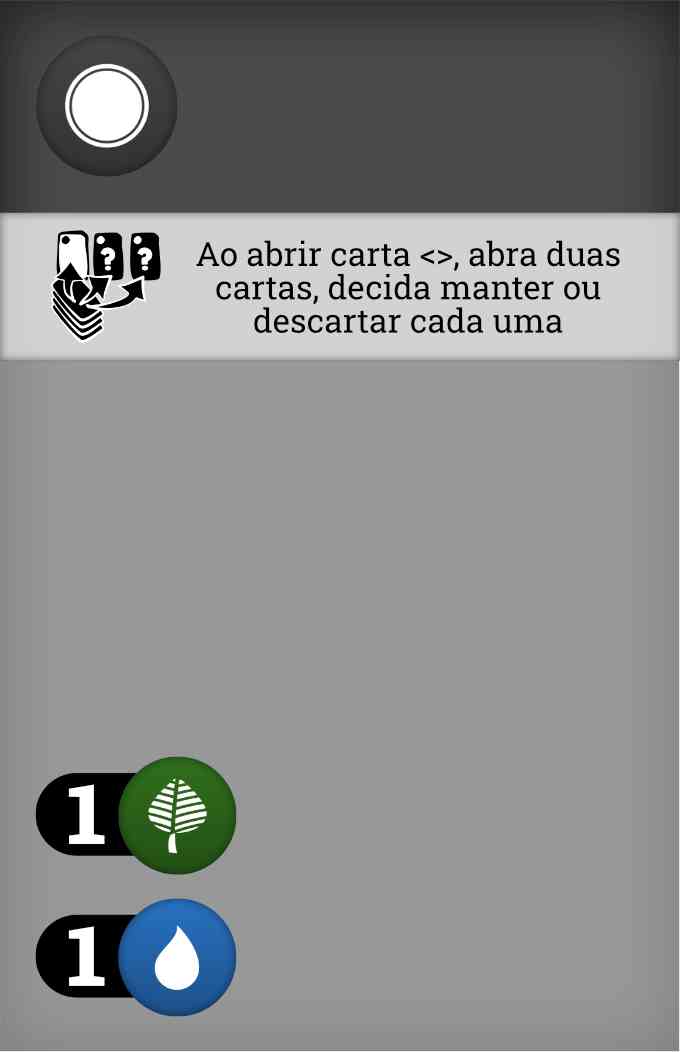 ? ?
Ao abrir carta <>, abra duas
cartas, decida manter ou
descartar cada uma
1
1